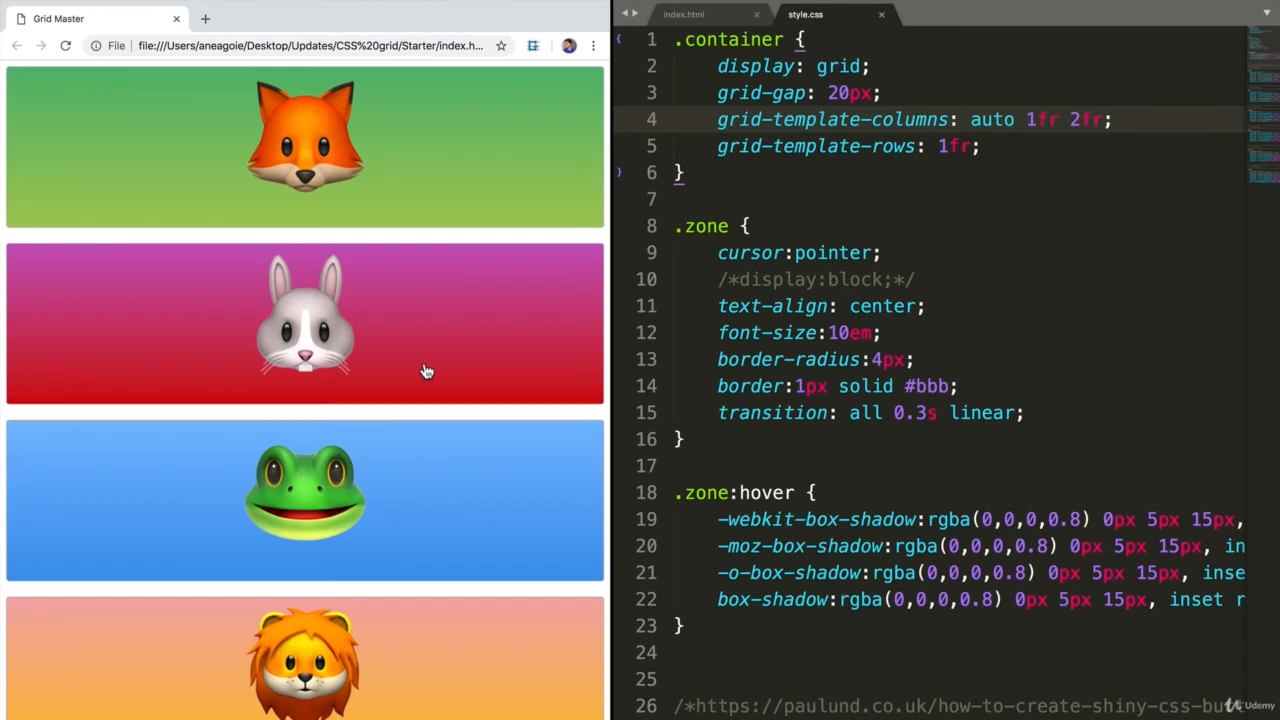 Grid Master
File
file:///Users/aneagoie/Desktop/Updates/CSS%20grid/Starter/index.h...
index.html
style.css
1 .container {
2 display: grid;
3 grid-gap: 20px;
4 grid-template-columns: auto 1fr 2fr;
5 grid-template-rows: 1fr;
6 }
7
8 .zone {
9 cursor:pointer;
10 /*display:block;*/
11 text-align: center;
12 font-size:10em;
13 border-radius:4px;
14 border:1px solid #bbb;
15 transition: all 0.3s linear;
16 }
17
18 .zone:hover {
19 -webkit-box-shadow:rgba(0,0,0,0.8) 0px 5px 15px,
20 -moz-box-shadow:rgba(0,0,0,0.8) 0px 5px 15px, in
21 -o-box-shadow:rgba(0,0,0,0.8) 0px 5px 15px, inse
22 box-shadow:rgba(0,0,0,0.8) 0px 5px 15px, inset r
23 }
24
25
26 /*https://paulund.co.uk/how-to-create-shiny-css-bu
Udemy